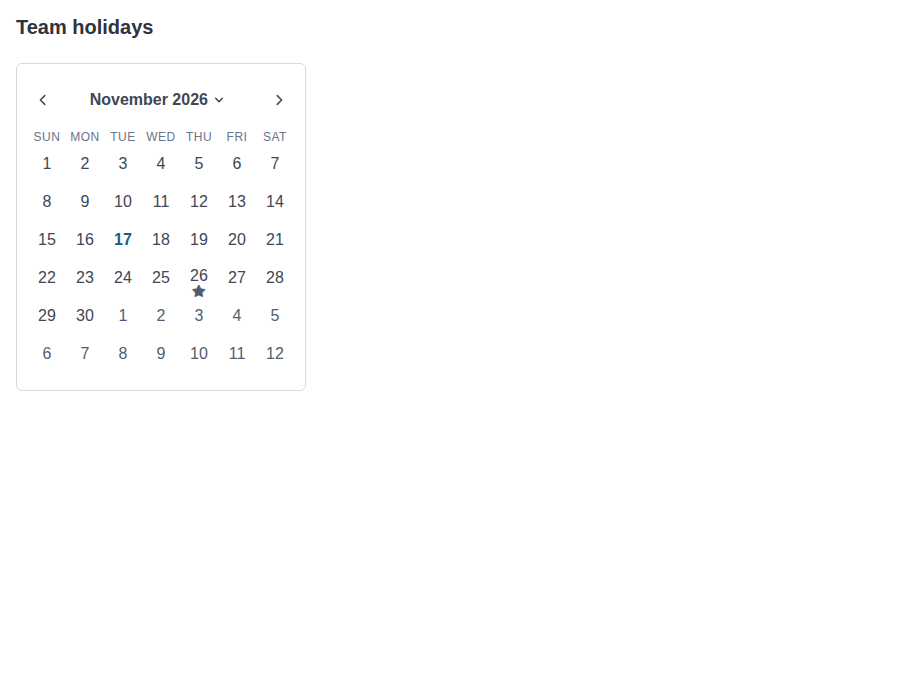 Team holidays
November 2026
SUN MON TUE WED THU FRI SAT
1 2 3 4 5 6 7
8 9 10 11 12 13 14
15 16 17 18 19 20 21
22 23 24 25 26 27 28
29 30 1 2 3 4 5
6 7 8 9 10 11 12